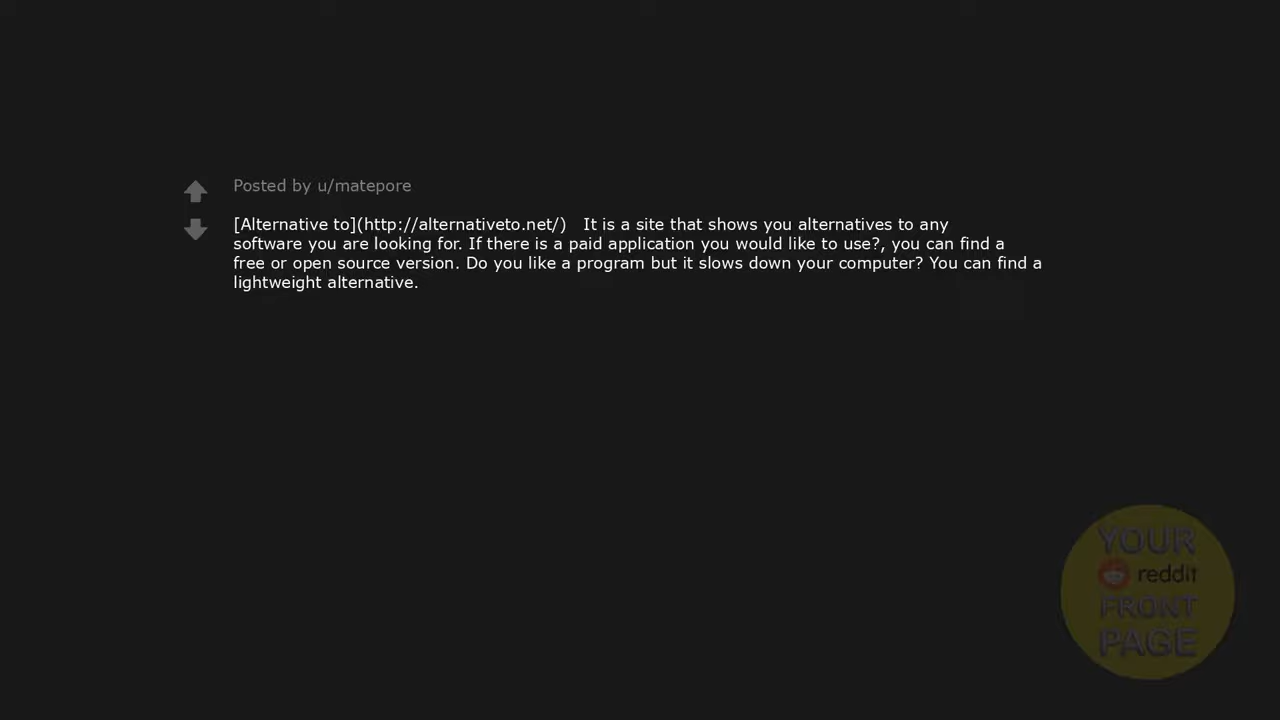 Posted by u/matepore
[Alternative to](http://alternativeto.net/)   It is a site that shows you alternatives to any
software you are looking for. If there is a paid application you would like to use?, you can find a
free or open source version. Do you like a program but it slows down your computer? You can find a
lightweight alternative.
YOUR
reddit
FRONT
PAGE